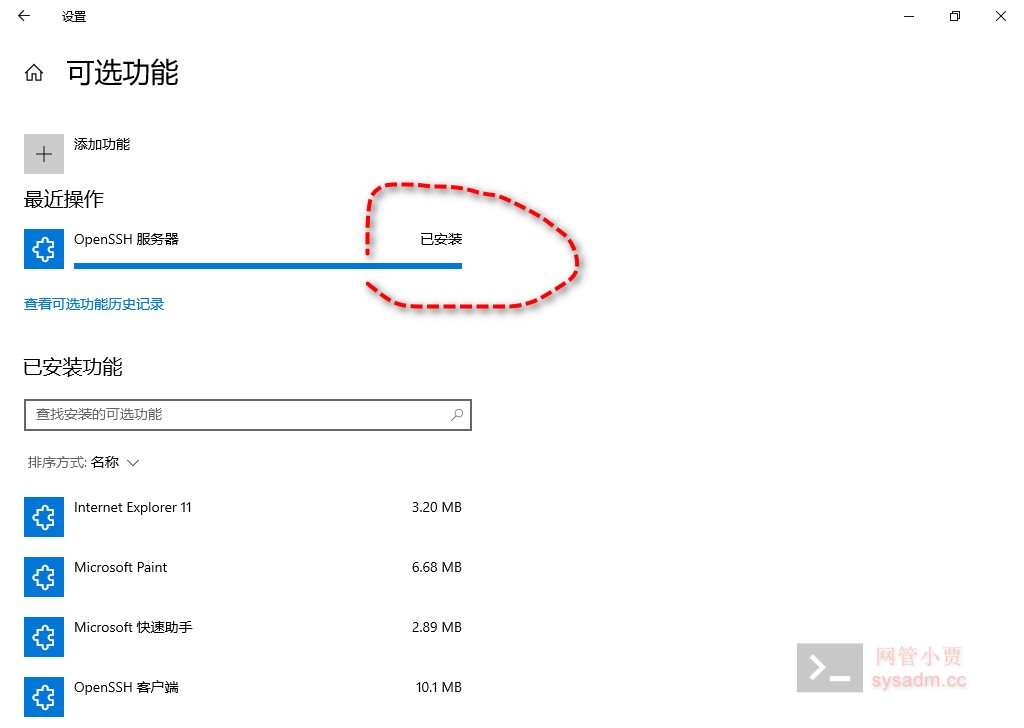 设置
可选功能
添加功能
最近操作
OpenSSH 服务器 已安装
查看可选功能历史记录
已安装功能
查找安装的可选功能
排序方式: 名称
Internet Explorer 11 3.20 MB
Microsoft Paint 6.68 MB
Microsoft 快速助手 2.89 MB
OpenSSH 客户端 10.1 MB
网管小贾
sysadm.cc